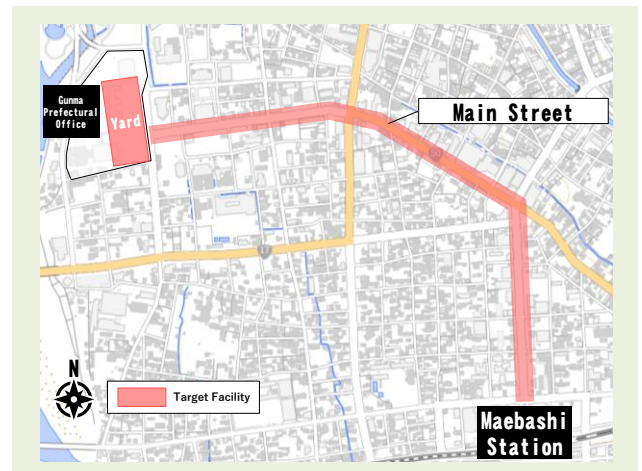 Gunma
Prefectural
Office
Yard
Main Street
N
Target Facility
Maebashi
Station